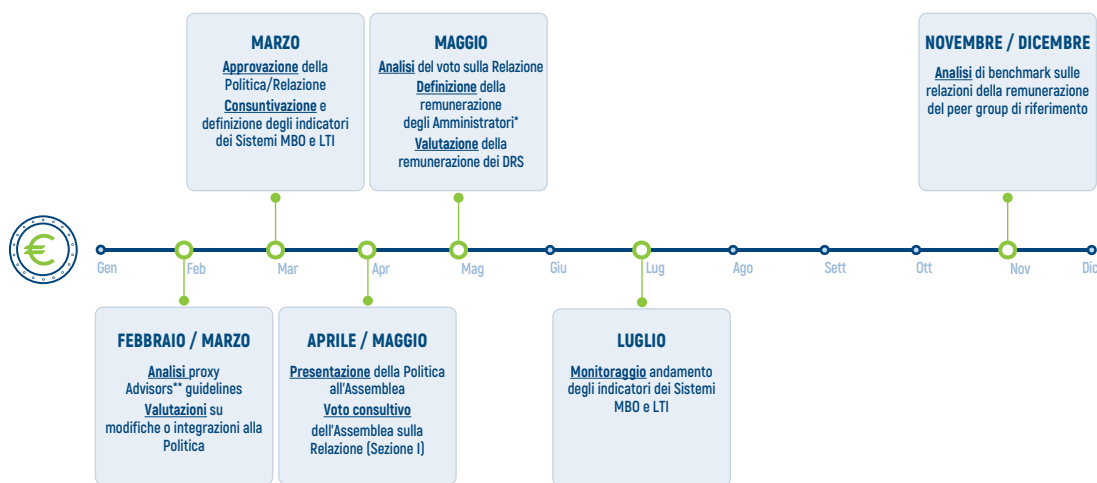 MARZO
Approvazione della
Politica/Relazione
Consuntivazione e
definizione degli indicatori
dei Sistemi MBO e LTI
MAGGIO
Analisi del voto sulla Relazione
Definizione della
remunerazione
degli Amministratori*
Valutazione della
remunerazione dei DRS
NOVEMBRE / DICEMBRE
Analisi di benchmark sulle
relazioni della remunerazione
del peer group di riferimento
€
Gen
Feb
Mar
Apr
Mag
Giu
Lug
Ago
Sett
Ott
Nov
Dic
FEBBRAIO / MARZO
Analisi proxy
Advisors** guidelines
Valutazioni su
modifiche o integrazioni alla
Politica
APRILE / MAGGIO
Presentazione della Politica
all'Assemblea
Voto consultivo
dell'Assemblea sulla
Relazione (Sezione I)
LUGLIO
Monitoraggio andamento
degli indicatori dei Sistemi
MBO e LTI